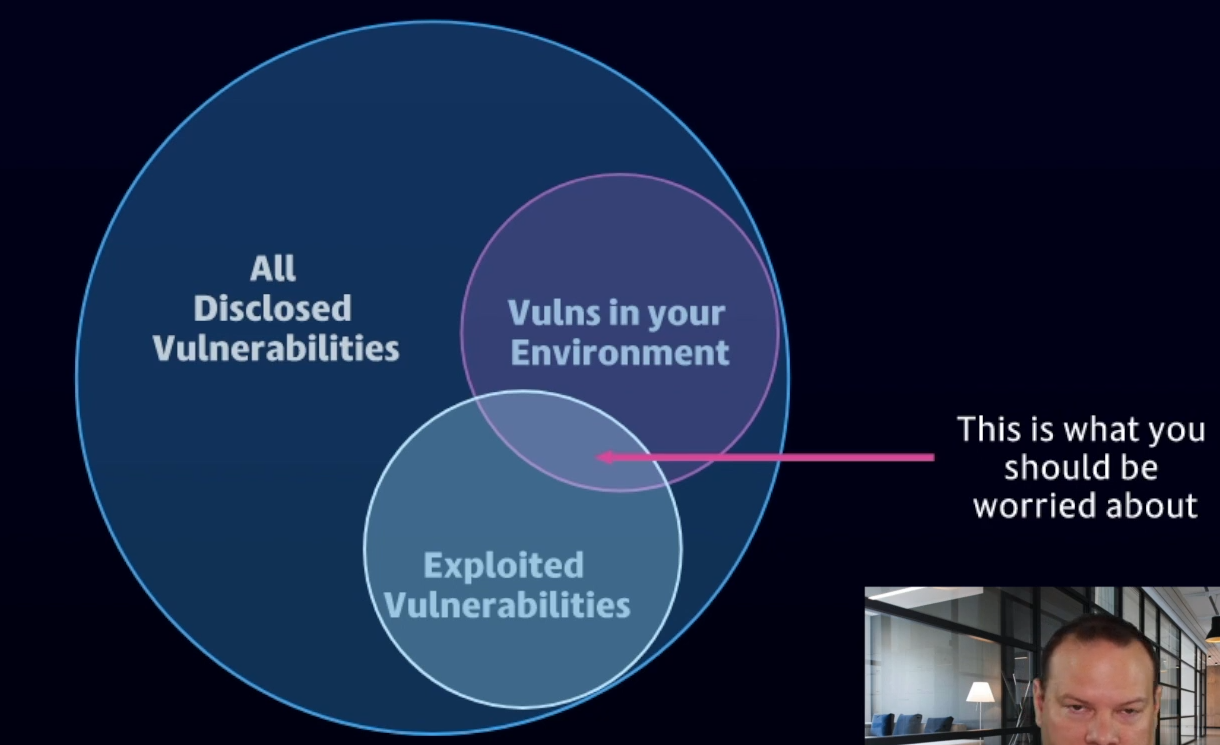 All
Disclosed
Vulnerabilities
Vulns in your
Environment
This is what you
should be
worried about
Exploited
Vulnerabilities